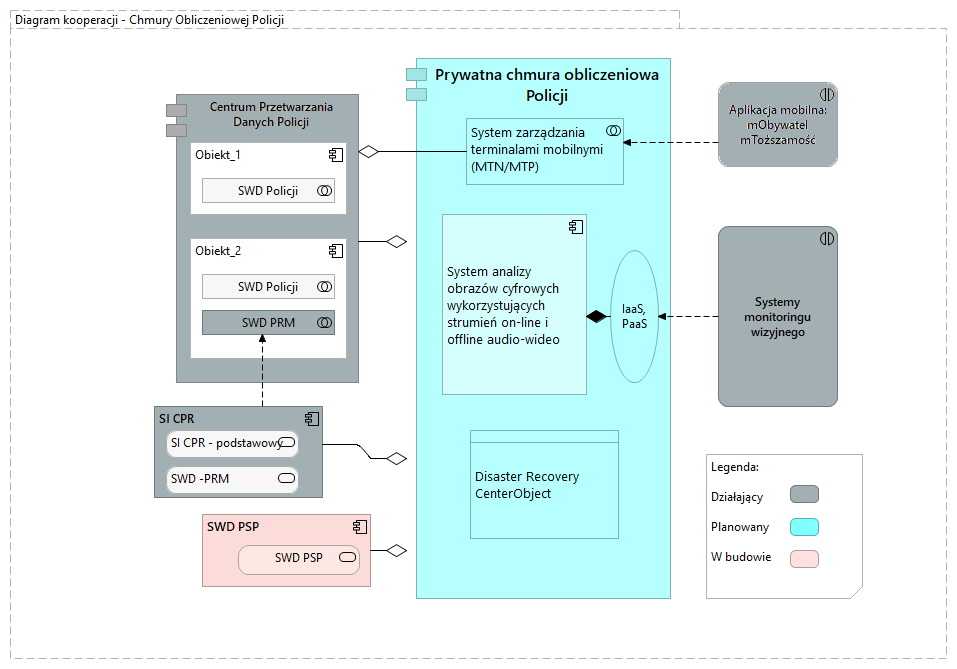 Diagram kooperacji - Chmury Obliczeniowej Policji
Prywatna chmura obliczeniowa
Policji
Centrum Przetwarzania
Danych Policji
Obiekt_1
SWD Policji
Obiekt_2
SWD Policji
SWD PRM
SI CPR
SI CPR - podstawowy
SWD -PRM
SWD PSP
SWD PSP
System zarządzania
terminalami mobilnymi
(MTN/MTP)
System analizy
obrazów cyfrowych
wykorzystujących
strumień on-line i
offline audio-wideo
IaaS,
PaaS
Disaster Recovery
CenterObject
Aplikacja mobilna:
mObywatel
mToższamość
Systemy
monitoringu
wizyjnego
Legenda:
Działający
Planowany
W budowie